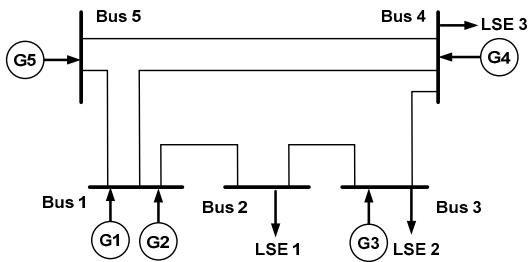 Bus 5
Bus 4
LSE 3
G5
G4
Bus 1
Bus 2
Bus 3
G1
G2
LSE 1
G3
LSE 2